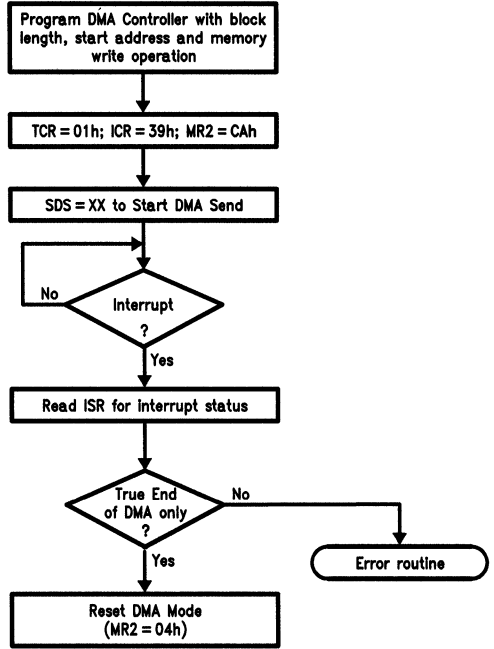 Program DMA Controller with block
length, start address and memory
write operation
TCR = 01h; ICR = 39h; MR2 = CAh
SDS = XX to Start DMA Send
No
Interrupt
?
Yes
Read ISR for interrupt status
True End
of DMA only
?
No
Yes
Error routine
Reset DMA Mode
(MR2 = 04h)